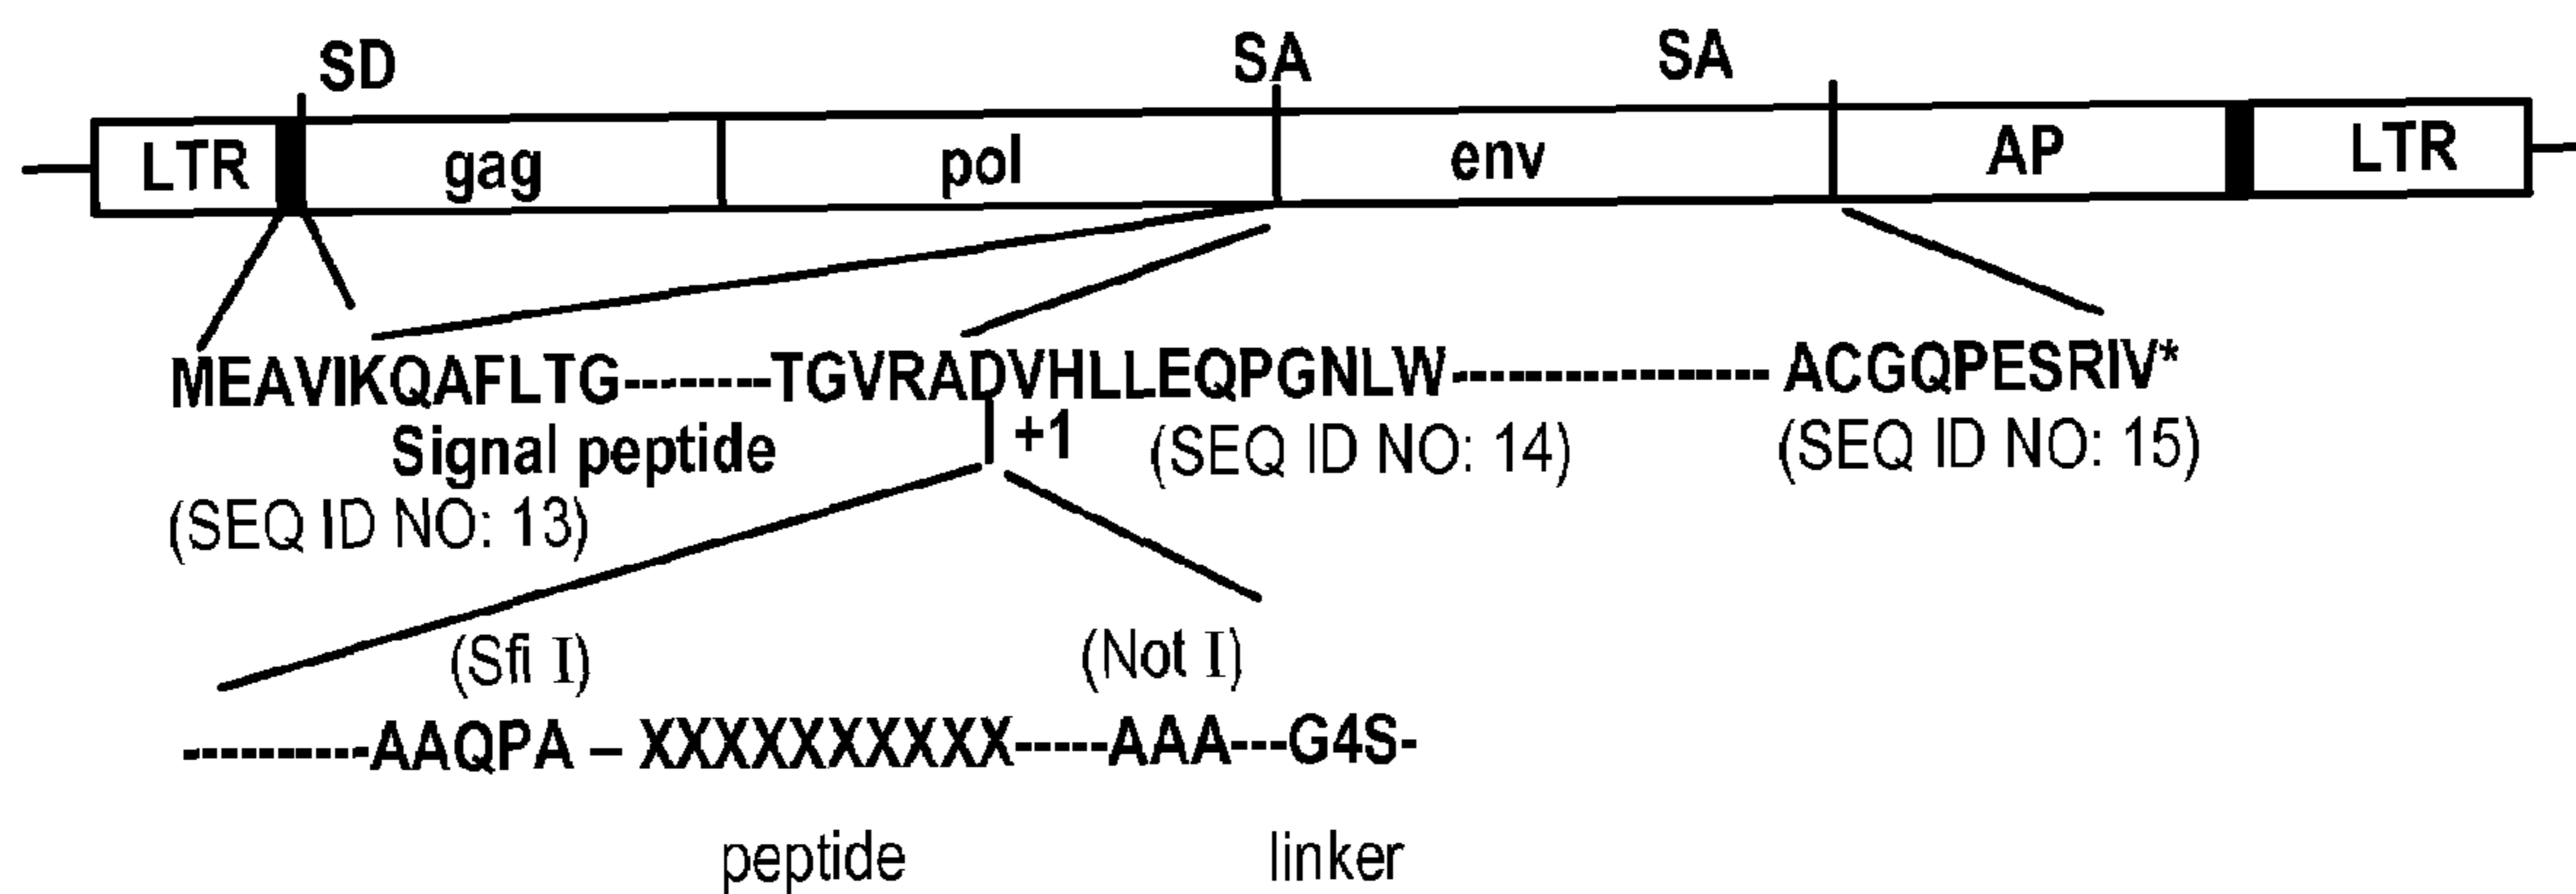 SD SA SA
LTR gag pol env AP LTR
MEAVIKQAFLTG--------TGVRADVHLLEQPGNLW----------------- ACGQPESRIV*
Signal peptide +1 (SEQ ID NO: 14) (SEQ ID NO: 15)
(SEQ ID NO: 13)
(Sfi I) (Not I)
----------AAQPA – XXXXXXXXXX-----AAA---G4S-
peptide linker